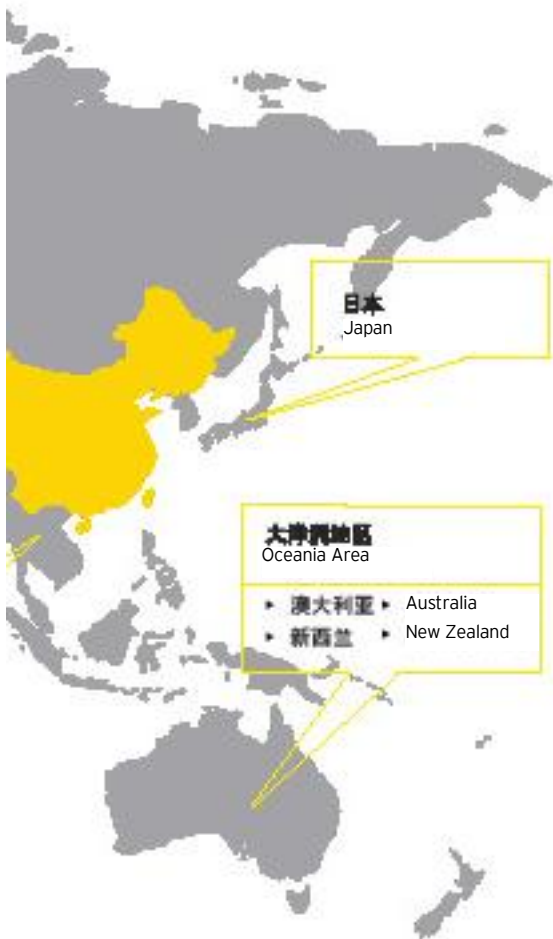 日本
Japan
大洋洲地區
Oceania Area
▸ 澳大利亚 ▸ Australia
▸ 新西兰 ▸ New Zealand